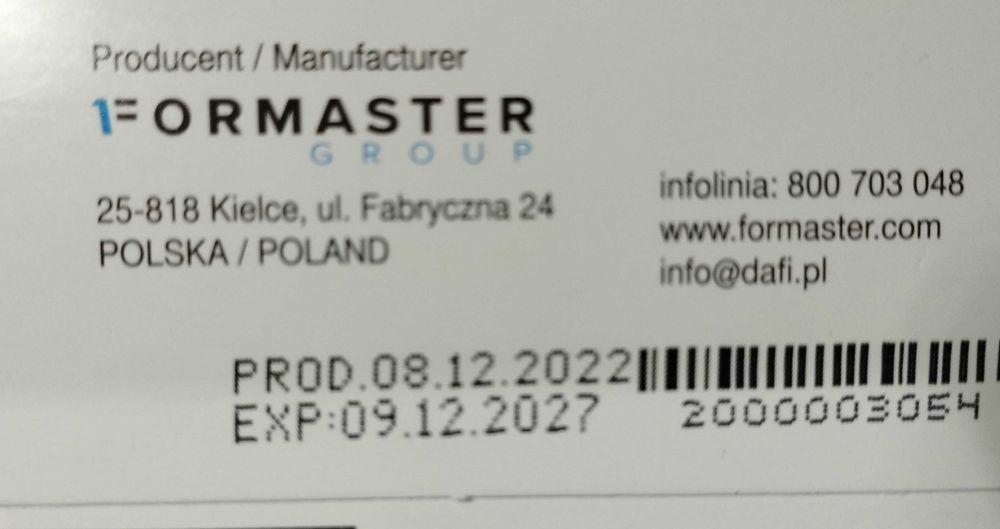 Producent / Manufacturer
FORMASTER
GROUP
25-818 Kielce, ul. Fabryczna 24
POLSKA / POLAND
infolinia: 800 703 048
www.formaster.com
info@dafi.pl
PROD.08.12.2022
EXP:09.12.2027
2000003054